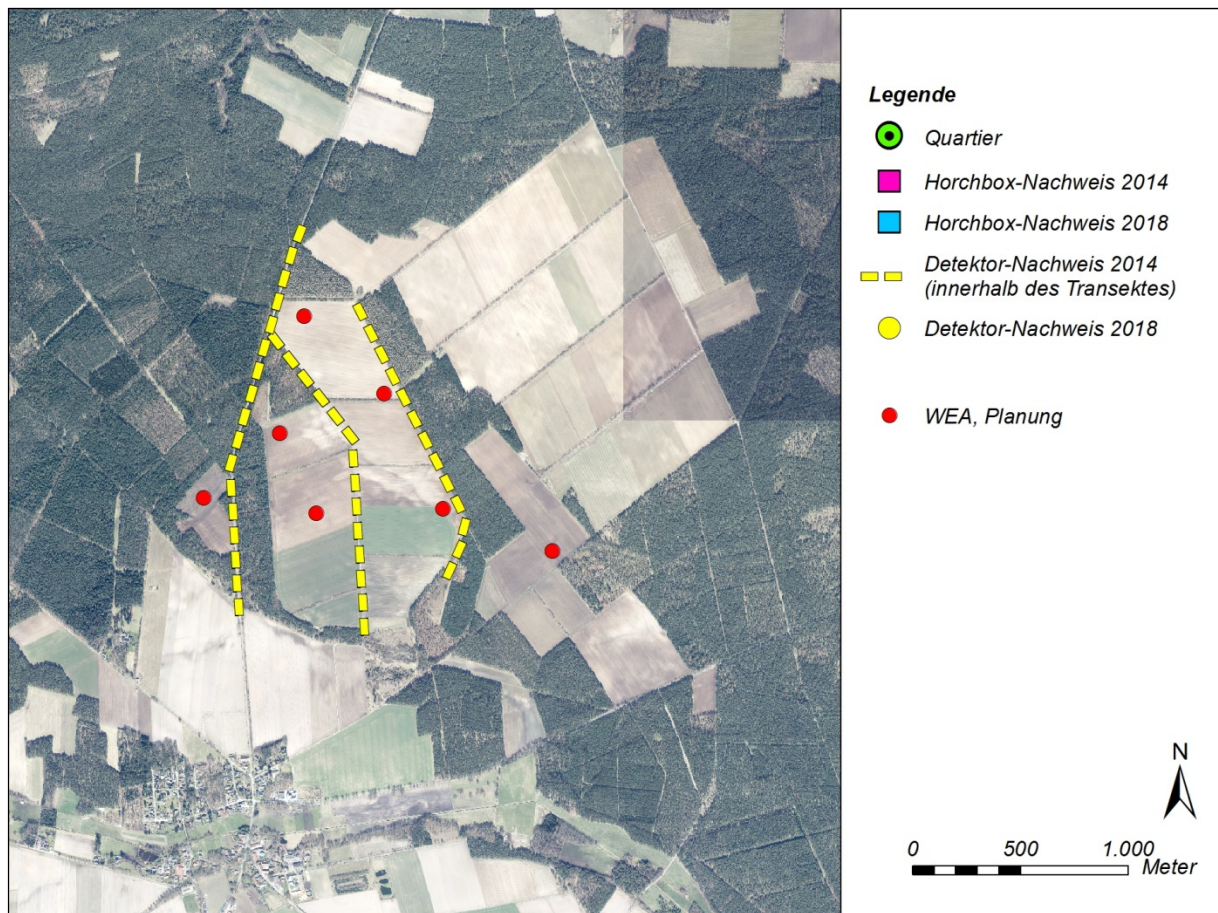 Legende
Quartier
Horchbox-Nachweis 2014
Horchbox-Nachweis 2018
Detektor-Nachweis 2014
(innerhalb des Transektes)
Detektor-Nachweis 2018
WEA, Planung
N
0 500 1.000
Meter